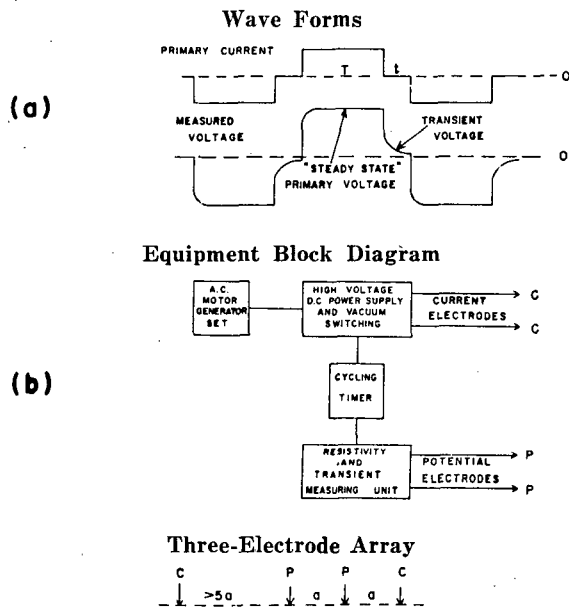 Wave Forms
PRIMARY CURRENT
T
t
O
(a)
MEASURED
VOLTAGE
TRANSIENT
VOLTAGE
O
"STEADY STATE"
PRIMARY VOLTAGE
Equipment Block Diagram
A.C.
MOTOR
GENERATOR
SET
HIGH VOLTAGE
D.C POWER SUPPLY
AND VACUUM
SWITCHING
CURRENT
ELECTRODES
C
C
(b)
CYCLING
TIMER
RESISTIVITY
AND
TRANSIENT
MEASURING UNIT
POTENTIAL
ELECTRODES
P
P
Three-Electrode Array
C P P C
>5a a a